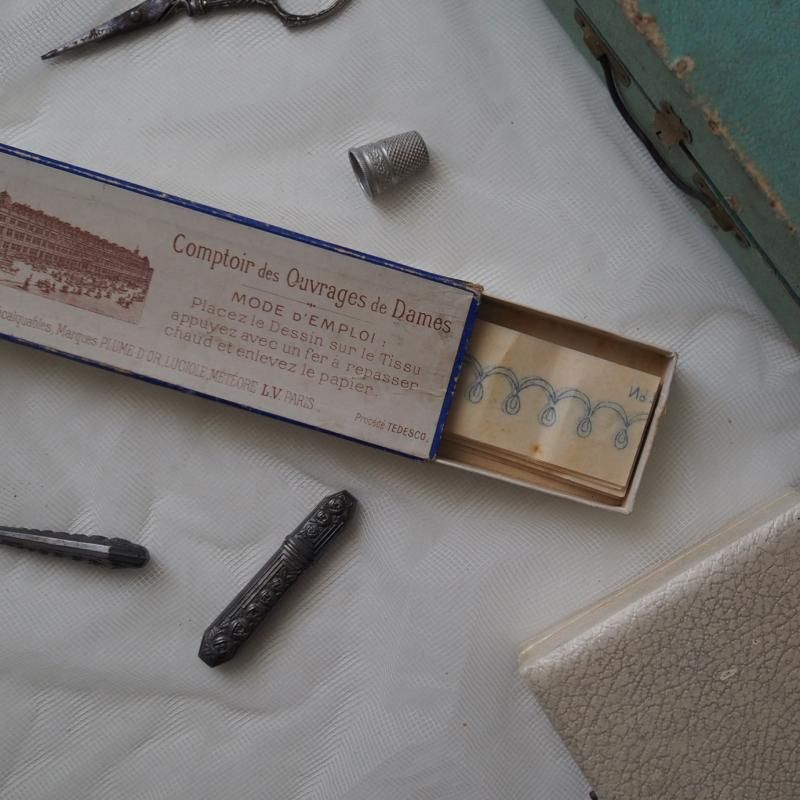 Comptoir des Ouvrages de Dames
MODE D'EMPLOI :
Placez le Dessin sur le Tissu
appuyez avec un fer à repasser
chaud et enlevez le papier.
Marques PLUME D'OR, LUCIOLE, MÉTÉORE L.V. PARIS.
Procédé TEDESCO.
No.